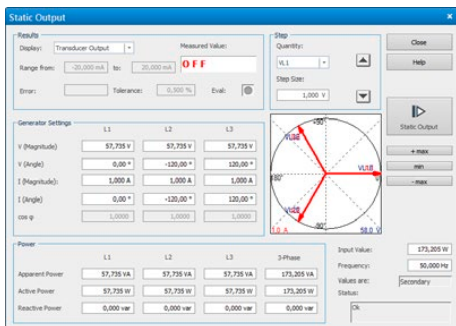 Static Output
Results
Display: Transducer Output Measured Value:
Range from: -20,000 mA to: 20,000 mA OFF
Error: Tolerance: 0,500 % Eval:
Step
Quantity:
VL1
Step Size:
1,000 V
Close
Help
Static Output
+ max
min
- max
Generator Settings
L1 L2 L3
V (Magnitude) 57,735 V 57,735 V 57,735 V
V (Angle) 0,00 ° -120,00 ° 120,00 °
I (Magnitude): 1,000 A 1,000 A 1,000 A
I (Angle) 0,00 ° -120,00 ° 120,00 °
cos φ 1,0000 1,0000 1,0000
+90°
180°
-90°
1.0 A 58.0 V
Power
L1 L2 L3 3-Phase
Apparent Power 57,735 VA 57,735 VA 57,735 VA 173,205 VA
Active Power 57,735 W 57,735 W 57,735 W 173,205 W
Reactive Power 0,000 var 0,000 var 0,000 var 0,000 var
Input Value: 173,205 W
Frequency: 50,000 Hz
Values are: Secondary
Status:
Ok